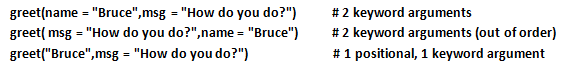 greet(name = "Bruce",msg = "How do you do?") # 2 keyword arguments
greet( msg = "How do you do?",name = "Bruce") # 2 keyword arguments (out of order)
greet("Bruce",msg = "How do you do?") # 1 positional, 1 keyword argument